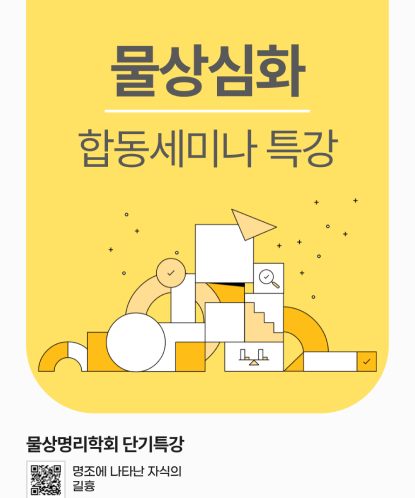 물상심화
합동세미나 특강
물상명리학회 단기특강
명조에 나타난 자식의
길흉